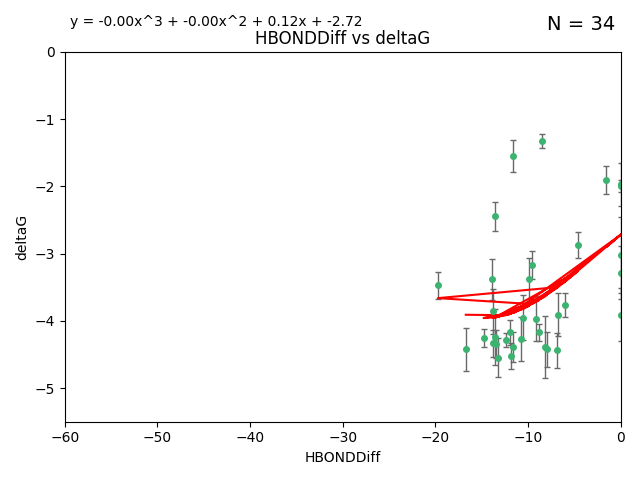 y = -0.00x^3 + -0.00x^2 + 0.12x + -2.72
N = 34
HBONDDiff vs deltaG
0
−1
−2
−3
−4
−5
deltaG
−60 −50 −40 −30 −20 −10 0
HBONDDiff